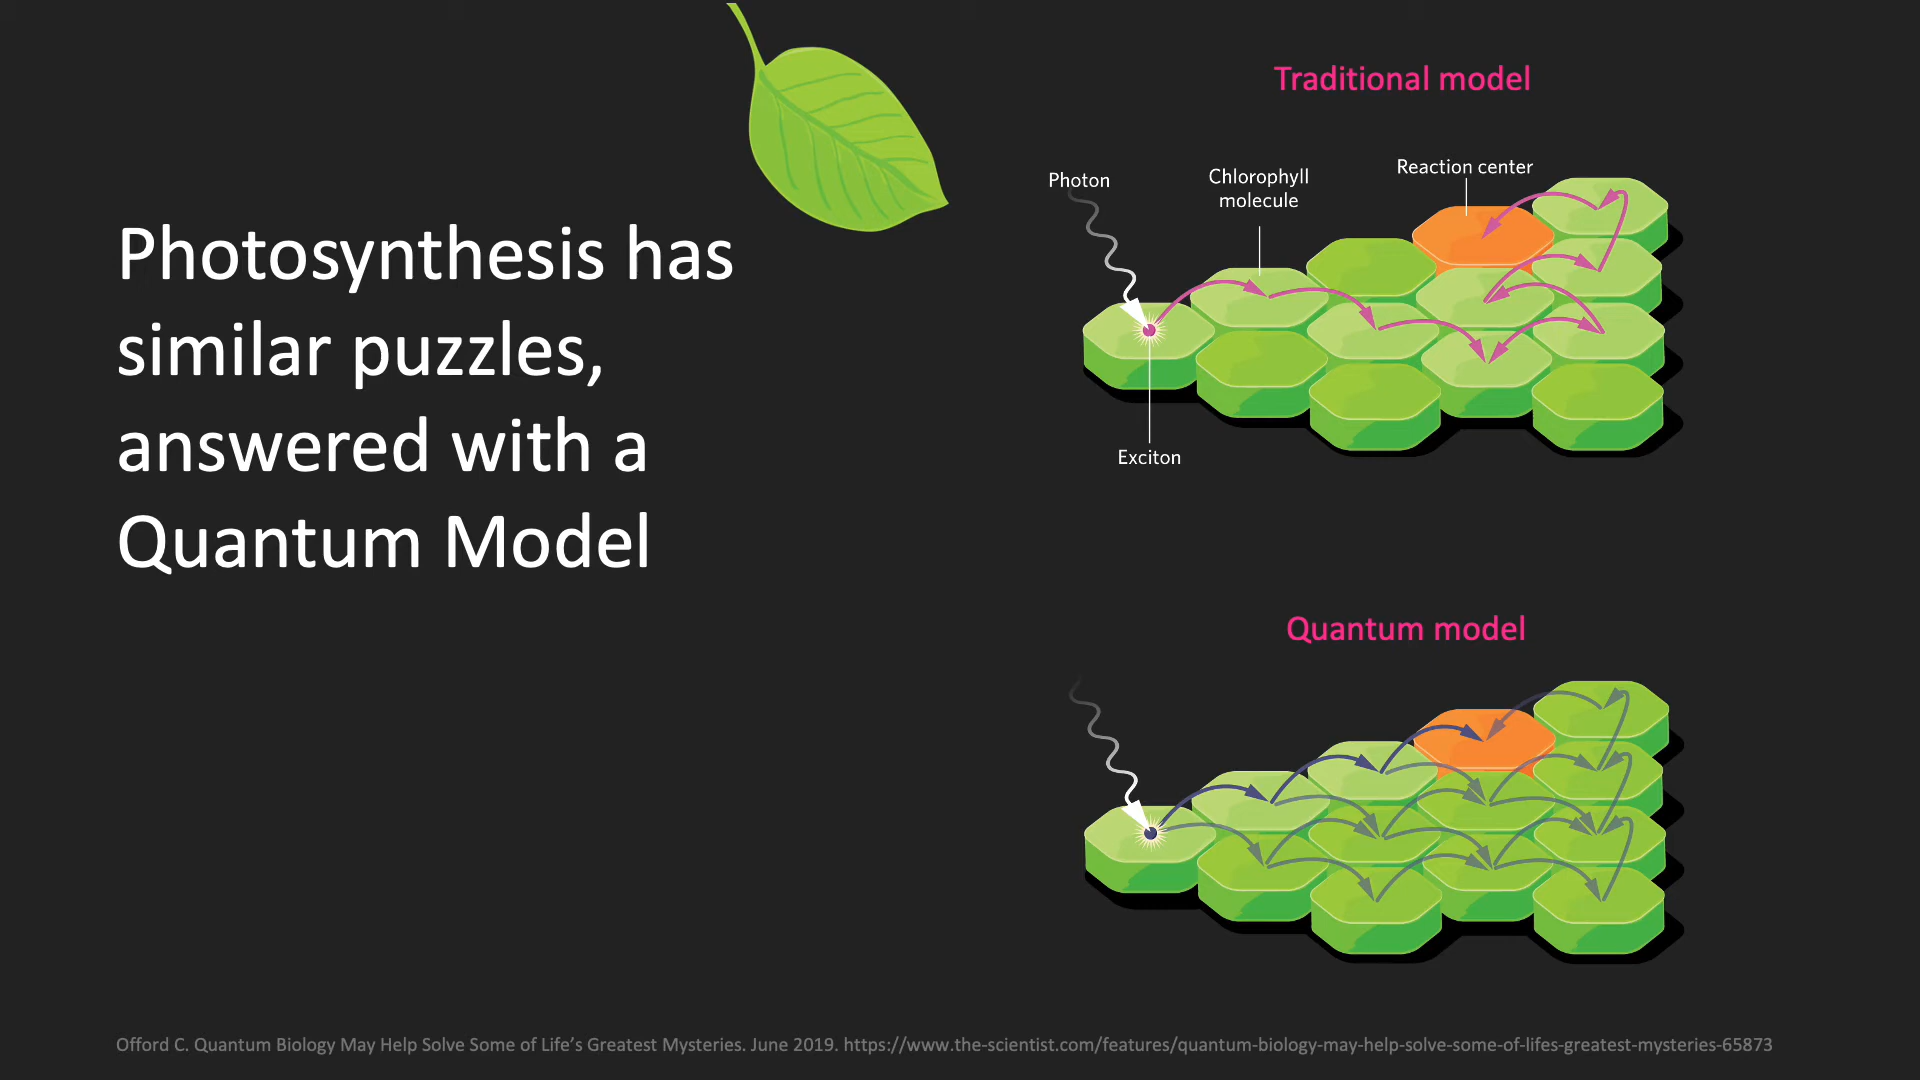 Photosynthesis has
similar puzzles,
answered with a
Quantum Model
Traditional model
Photon
Chlorophyll
molecule
Reaction center
Exciton
Quantum model
Offord C. Quantum Biology May Help Solve Some of Life’s Greatest Mysteries. June 2019. https://www.the-scientist.com/features/quantum-biology-may-help-solve-some-of-lifes-greatest-mysteries-65873